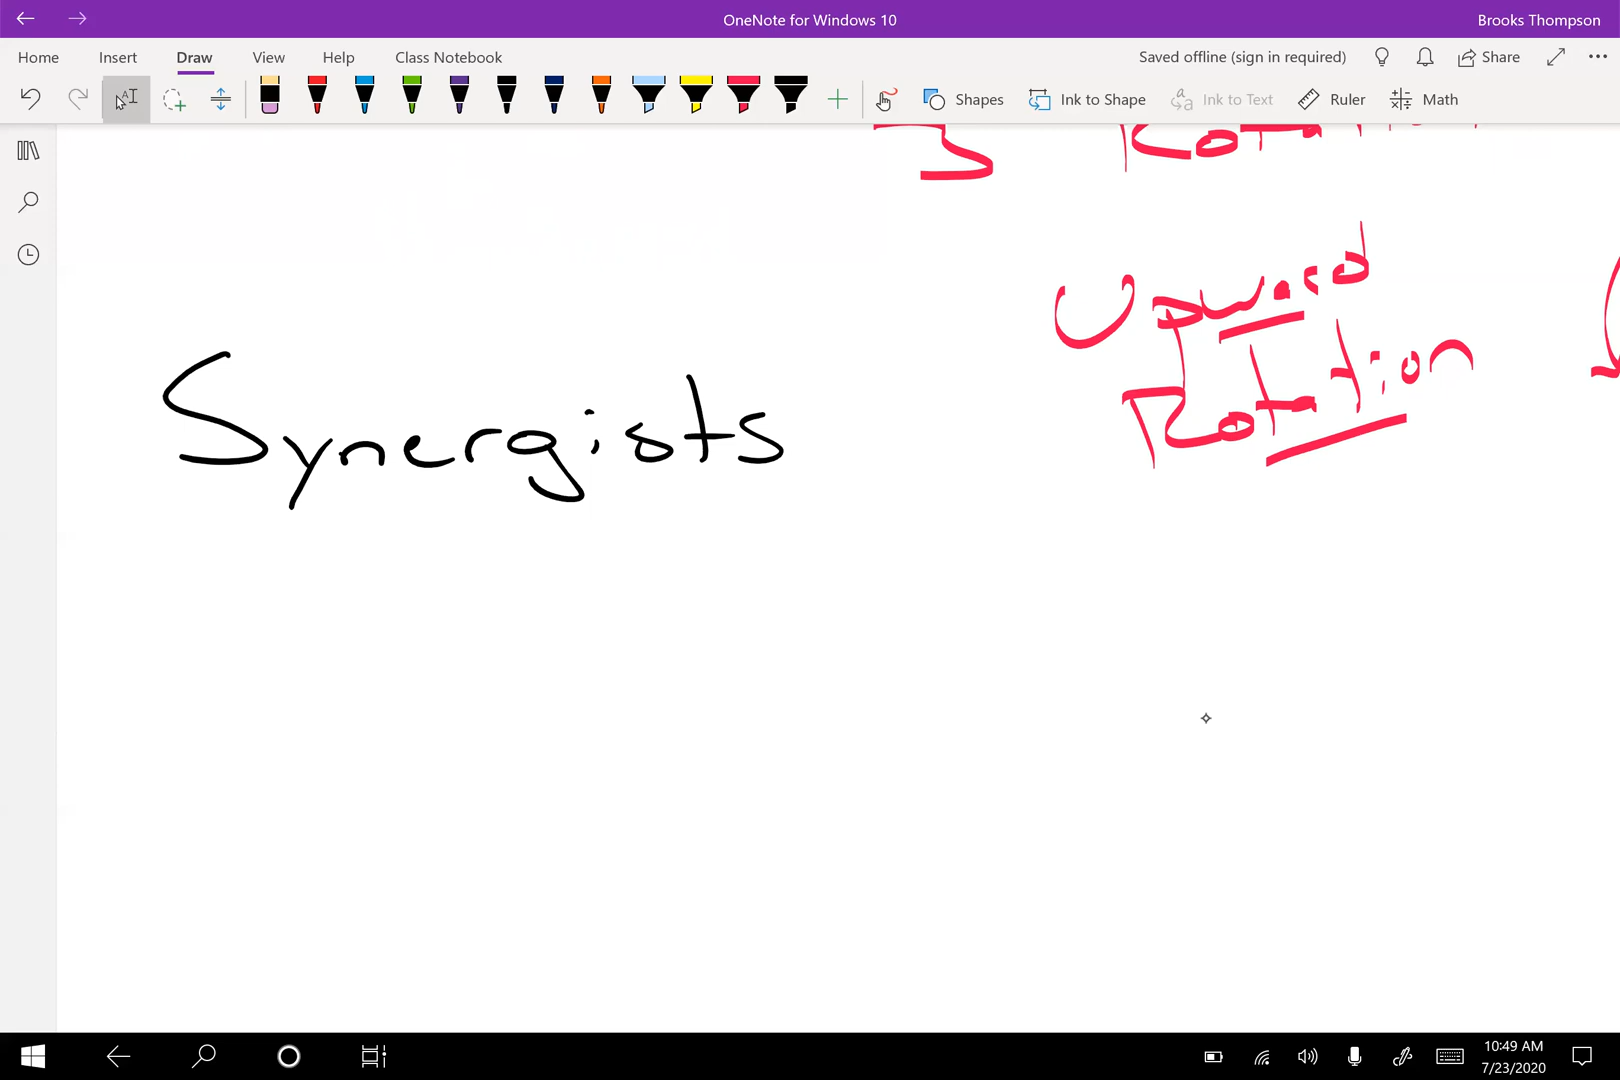 OneNote for Windows 10
Brooks Thompson
Home Insert Draw View Help Class Notebook
Saved offline (sign in required) Share
Shapes Ink to Shape Ink to Text Ruler Math
Rotation
Upward
Rotation
Synergists
10:49 AM
7/23/2020